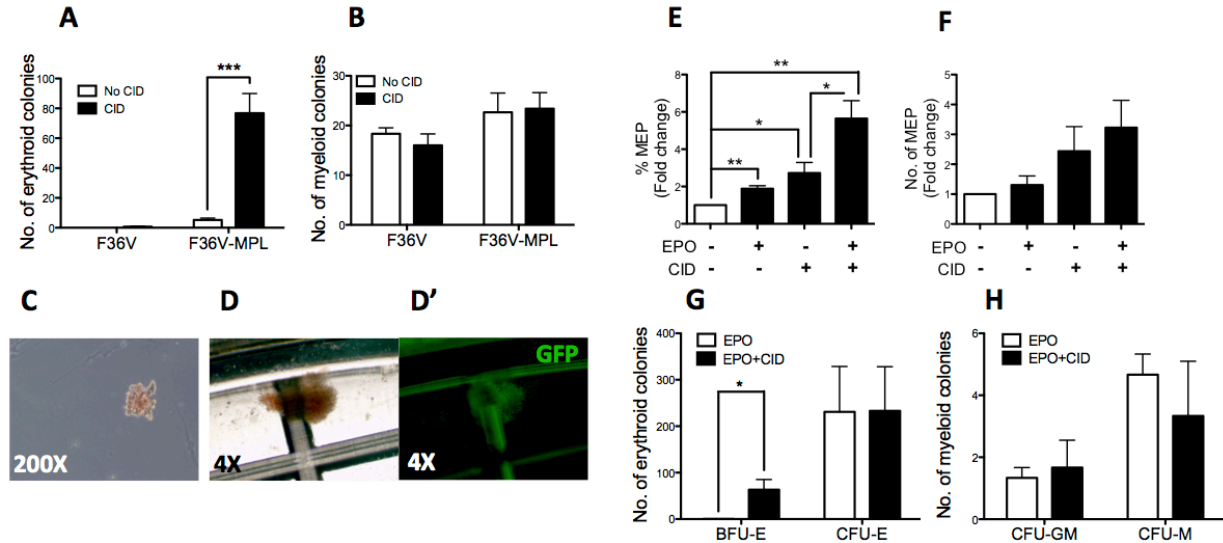 A
No. of erythroid colonies
100
80
60
40
20
0
No CID
CID
***
F36V
F36V-MPL
B
No. of myeloid colonies
30
20
10
0
No CID
CID
F36V
F36V-MPL
C
200X
D
4X
D’
GFP
4X
E
% MEP
(Fold change)
8
6
4
2
0
**
*
*
**
EPO - + - +
CID - - + +
F
No. of MEP
(Fold change)
5
4
3
2
1
0
EPO - + - +
CID - - + +
G
No. of erythroid colonies
400
300
200
100
0
EPO
EPO+CID
*
BFU-E
CFU-E
H
No. of myeloid colonies
6
4
2
0
EPO
EPO+CID
CFU-GM
CFU-M